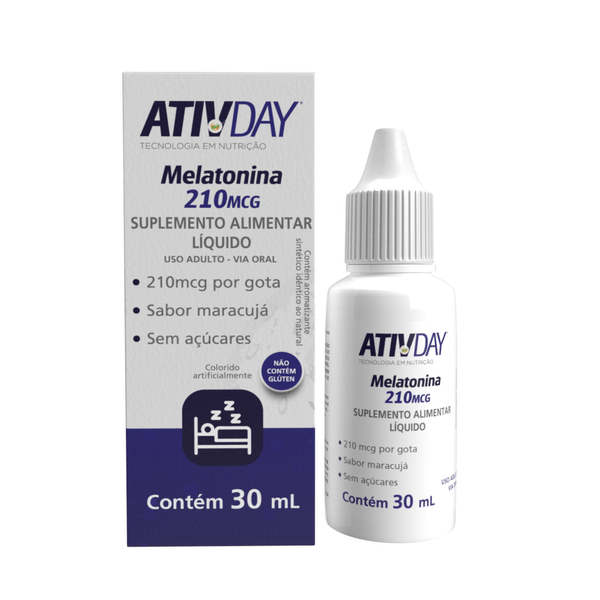 ATIVDAY
TECNOLOGIA EM NUTRIÇÃO
Melatonina
210MCG
SUPLEMENTO ALIMENTAR
LÍQUIDO
USO ADULTO - VIA ORAL
Contém aromatizante
sintético idêntico ao natural
• 210mcg por gota
• Sabor maracujá
• Sem açúcares
Colorido
artificialmente
NÃO
CONTÉM
GLÚTEN
Z Z Z
Contém 30 mL
ATIVDAY
TECNOLOGIA EM NUTRIÇÃO
Melatonina
210MCG
SUPLEMENTO ALIMENTAR
LÍQUIDO
• 210 mcg por gota
• Sabor maracujá
• Sem açúcares
Contém 30 mL